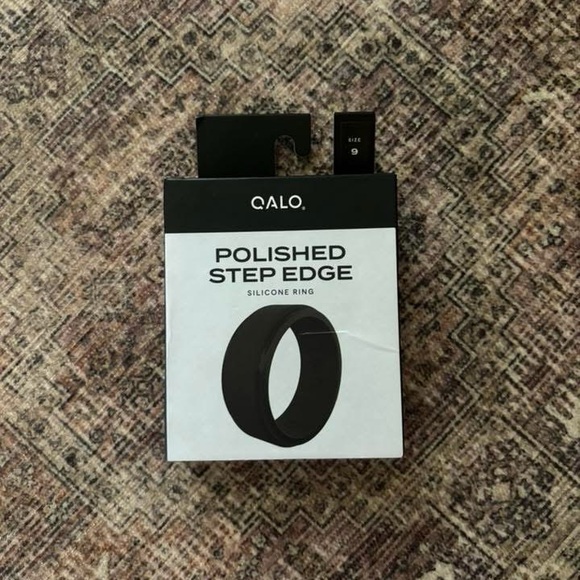 SIZE
9
QALO
POLISHED
STEP EDGE
SILICONE RING